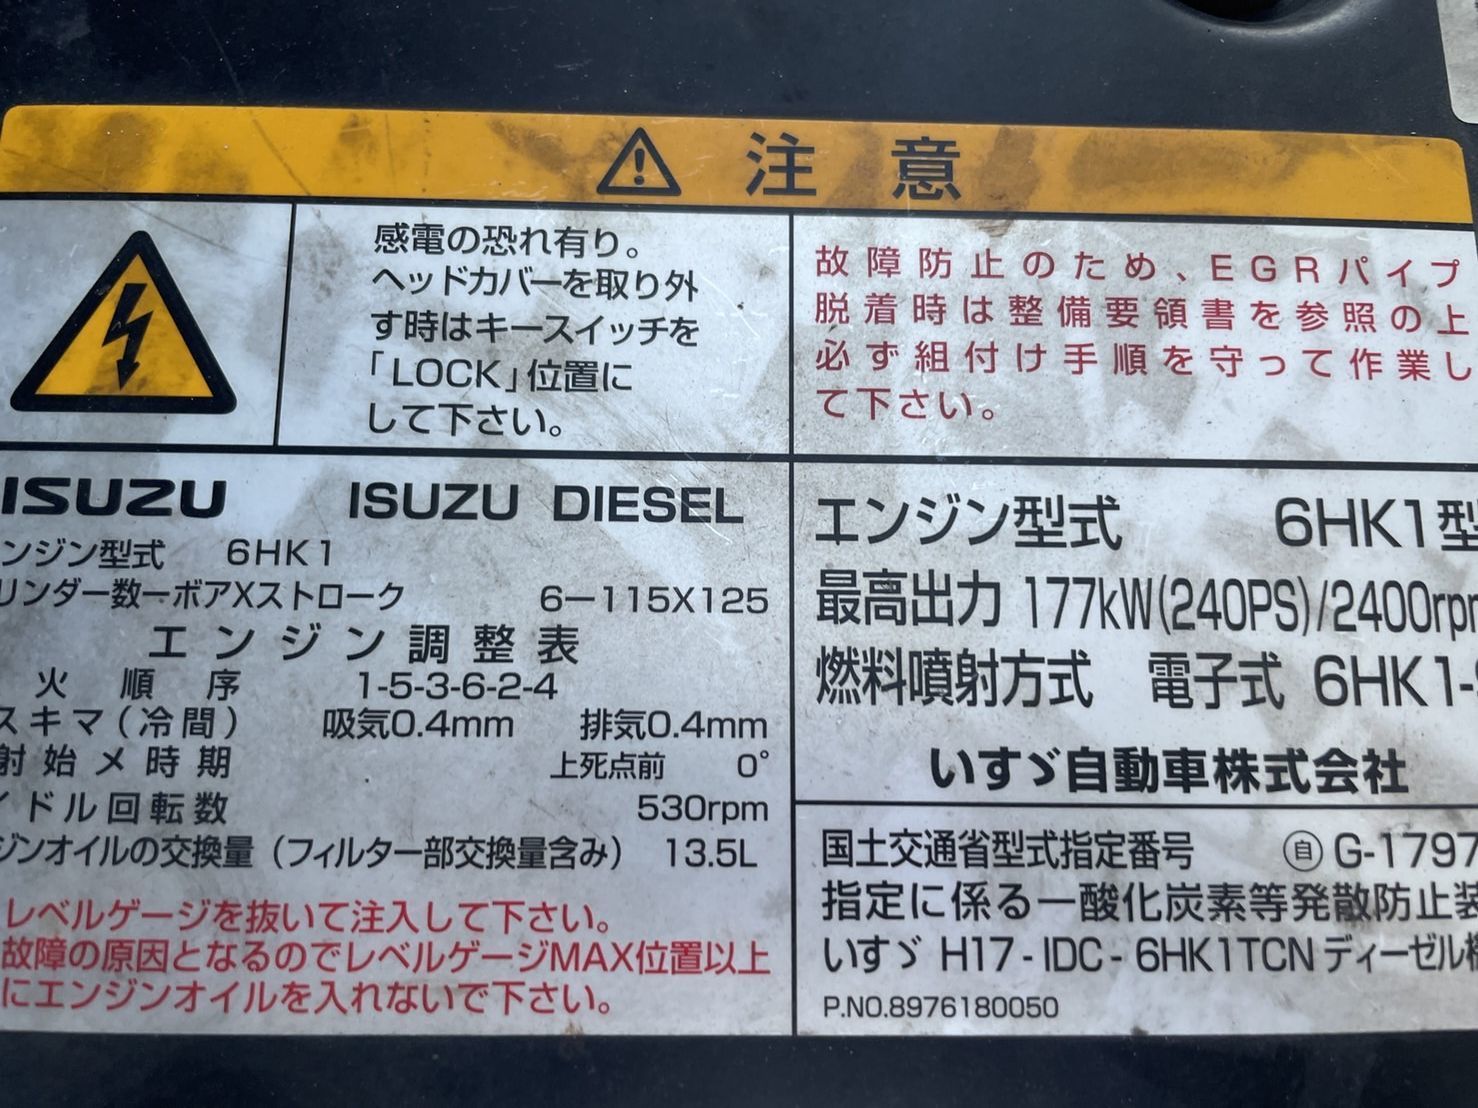 注意
感電の恐れ有り。
ヘッドカバーを取り外
す時はキースイッチを
「LOCK」位置に
して下さい。
故障防止のため、EGRパイプ
脱着時は整備要領書を参照の上
必ず組付け手順を守って作業し
て下さい。
ISUZU ISUZU DIESEL
ンジン型式 6HK1
リンダー数ーボアXストローク 6ー115X125
エンジン調整表
火順序 1-5-3-6-2-4
スキマ(冷間) 吸気0.4mm 排気0.4mm
射始メ時期 上死点前 0°
イドル回転数 530rpm
ジンオイルの交換量(フィルター部交換量含み) 13.5L
レベルゲージを抜いて注入して下さい。
故障の原因となるのでレベルゲージMAX位置以上
にエンジンオイルを入れないで下さい。
エンジン型式 6HK1型
最高出力 177kW(240PS)/2400rpm
燃料噴射方式 電子式 6HK1-
いすゞ自動車株式会社
国土交通省型式指定番号 自 G-1797
指定に係る一酸化炭素等発散防止装
いすゞ H17-IDC-6HK1TCN ディーゼル機
P.NO.8976180050